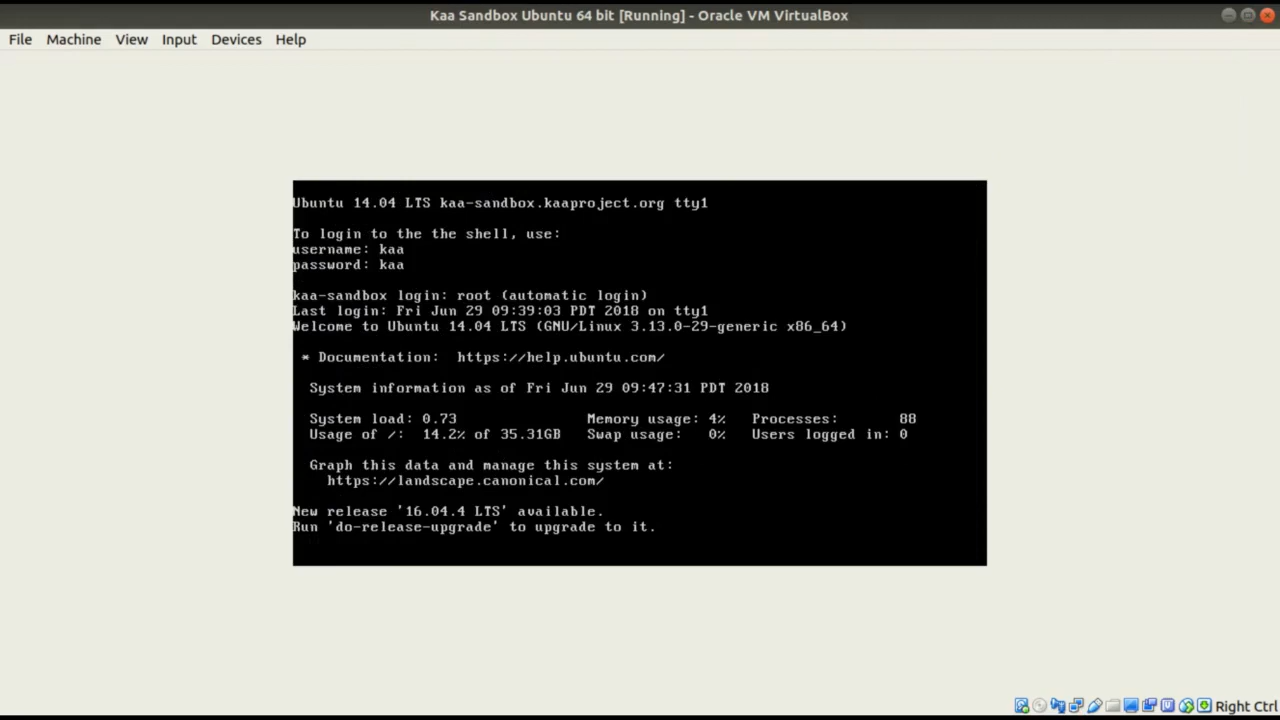 Kaa Sandbox Ubuntu 64 bit [Running] - Oracle VM VirtualBox
File Machine View Input Devices Help
Ubuntu 14.04 LTS kaa-sandbox.kaaproject.org tty1
To login to the the shell, use:
username: kaa
password: kaa
kaa-sandbox login: root (automatic login)
Last login: Fri Jun 29 09:39:03 PDT 2018 on tty1
Welcome to Ubuntu 14.04 LTS (GNU/Linux 3.13.0-29-generic x86_64)
* Documentation: https://help.ubuntu.com/
System information as of Fri Jun 29 09:47:31 PDT 2018
System load: 0.73 Memory usage: 4% Processes: 88
Usage of /: 14.2% of 35.31GB Swap usage: 0% Users logged in: 0
Graph this data and manage this system at:
https://landscape.canonical.com/
New release '16.04.4 LTS' available.
Run 'do-release-upgrade' to upgrade to it.
Right Ctrl